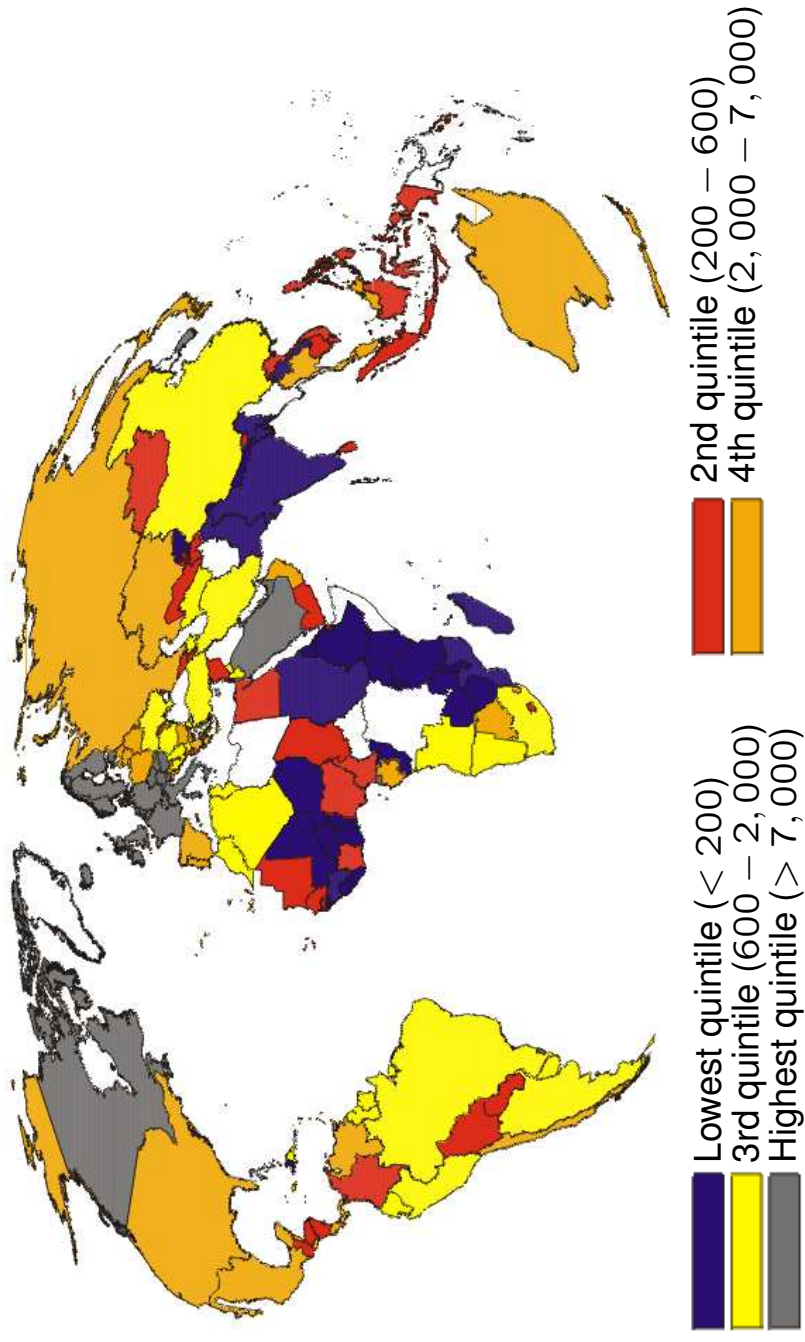 Lowest quintile (< 200)
2nd quintile (200 − 600)
3rd quintile (600 − 2, 000)
4th quintile (2, 000 − 7, 000)
Highest quintile (> 7, 000)